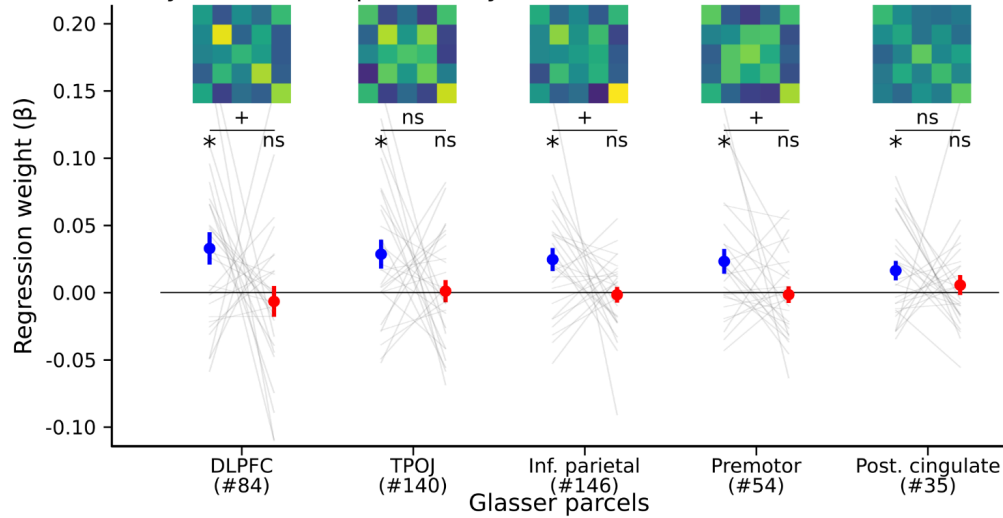 0.20
0.15
0.10
0.05
0.00
-0.05
-0.10
Regression weight (β)
+
* ns
ns
* ns
+
* ns
+
* ns
ns
* ns
DLPFC
(#84)
TPOJ
(#140)
Inf. parietal
(#146)
Premotor
(#54)
Post. cingulate
(#35)
Glasser parcels